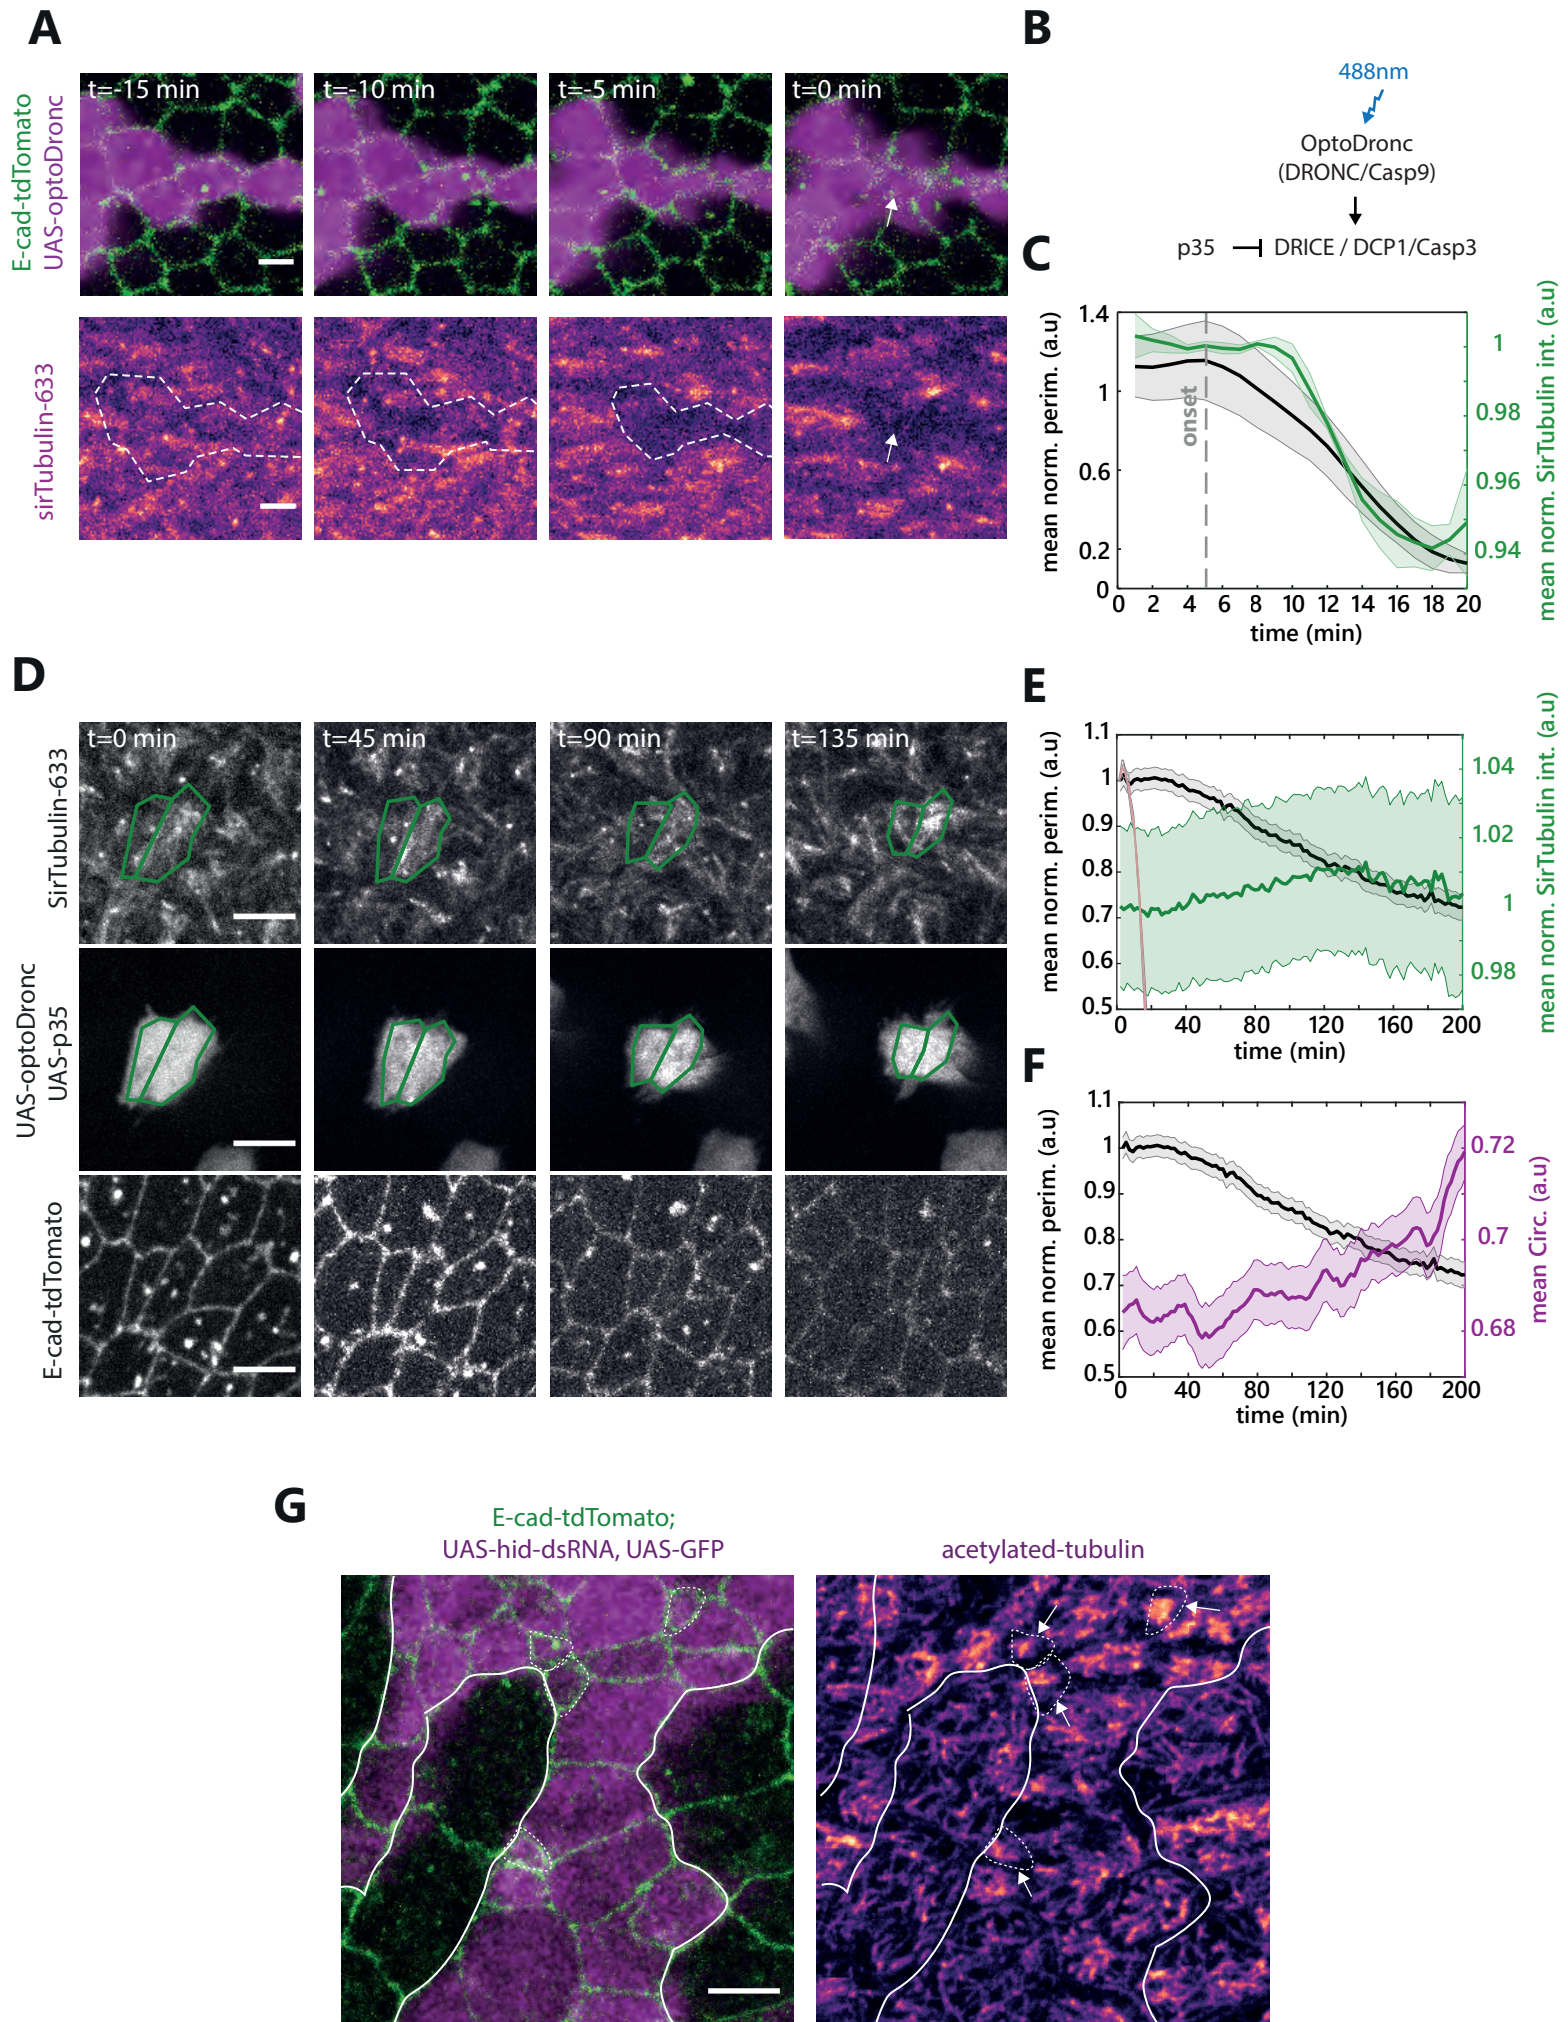 A
E-cad-tdTomato
UAS-optoDronc
t=-15 min
t=-10 min
t=-5 min
t=0 min
sirTubulin-633
B
488nm
OptoDronc
(DRONC/Casp9)
p35
DRICE / DCP1/Casp3
C
mean norm. perim. (a.u)
1.4
1
0.6
0.2
0
onset
1
0.98
0.96
0.94
mean norm. SirTubulin int. (a.u)
0 2 4 6 8 10 12 14 16 18 20
time (min)
D
SirTubulin-633
t=0 min
t=45 min
t=90 min
t=135 min
UAS-optoDronc
UAS-p35
E-cad-tdTomato
E
mean norm. perim. (a.u)
1.1
1
0.9
0.8
0.7
0.6
0.5
1.04
1.02
1
0.98
mean norm. SirTubulin int. (a.u)
0 40 80 120 160 200
time (min)
F
mean norm. perim. (a.u)
1.1
1
0.9
0.8
0.7
0.6
0.5
0.72
0.7
0.68
mean Circ. (a.u)
0 40 80 120 160 200
time (min)
G
E-cad-tdTomato;
UAS-hid-dsRNA, UAS-GFP
acetylated-tubulin